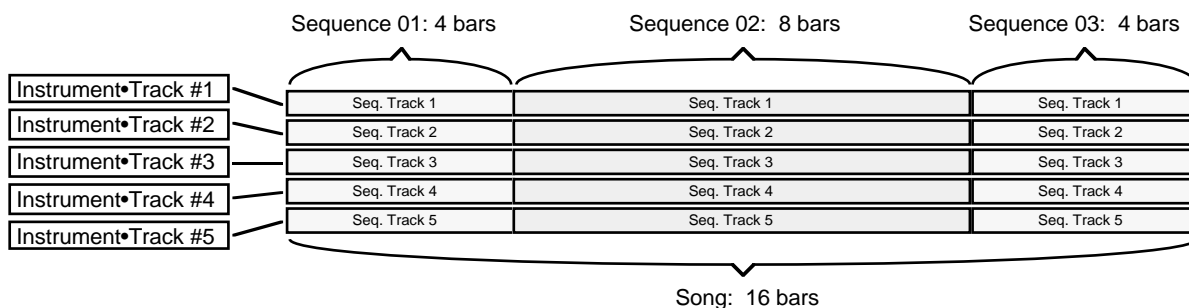 Sequence 01: 4 bars Sequence 02:  8 bars Sequence 03:  4 bars
Instrument•Track #1 Seq. Track 1 Seq. Track 1 Seq. Track 1
Instrument•Track #2 Seq. Track 2 Seq. Track 2 Seq. Track 2
Instrument•Track #3 Seq. Track 3 Seq. Track 3 Seq. Track 3
Instrument•Track #4 Seq. Track 4 Seq. Track 4 Seq. Track 4
Instrument•Track #5 Seq. Track 5 Seq. Track 5 Seq. Track 5
Song:  16 bars